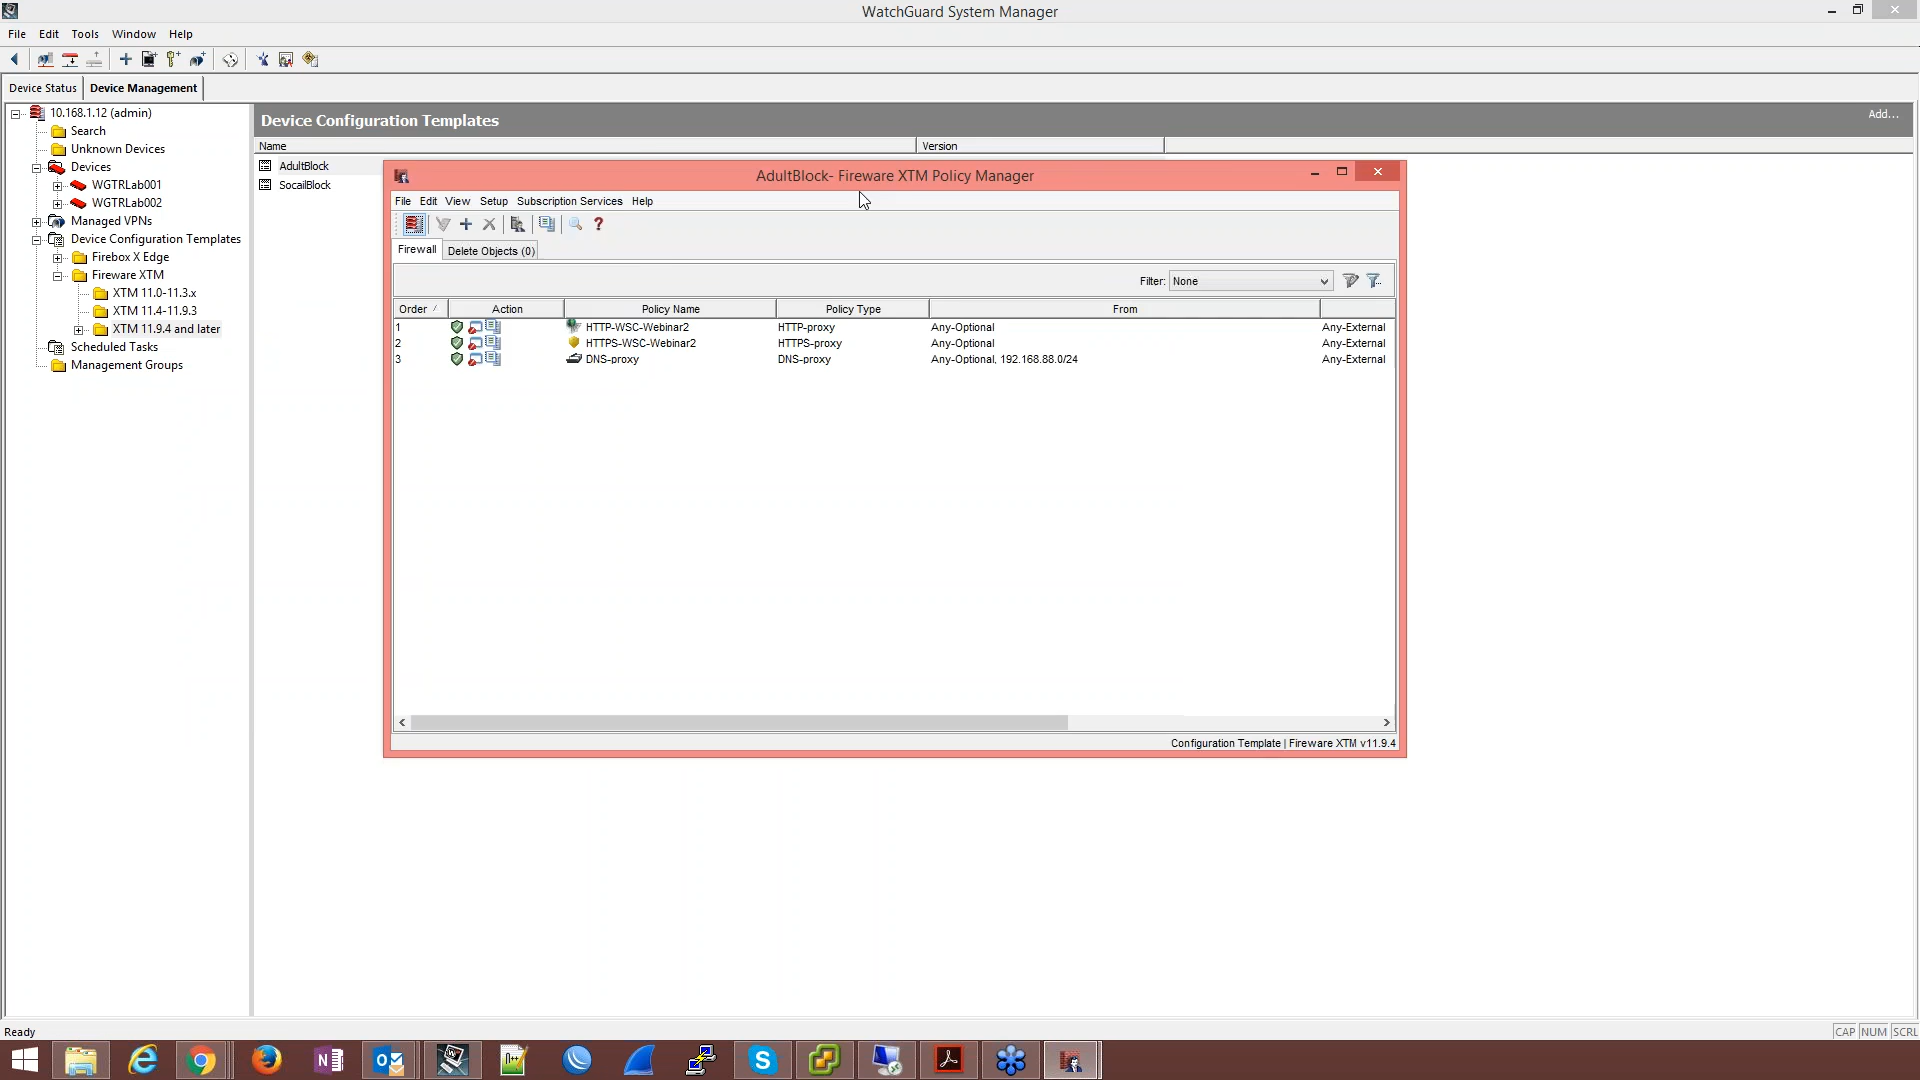 WatchGuard System Manager
File Edit Tools Window Help
Device Status Device Management
10.168.1.12 (admin)
Search
Unknown Devices
Devices
WGTRLab001
WGTRLab002
Managed VPNs
Device Configuration Templates
Firebox X Edge
Fireware XTM
XTM 11.0-11.3.x
XTM 11.4-11.9.3
XTM 11.9.4 and later
Scheduled Tasks
Management Groups
Device Configuration Templates Add...
Name Version
AdultBlock
SocailBlock
AdultBlock- Fireware XTM Policy Manager
File Edit View Setup Subscription Services Help
Firewall Delete Objects (0)
Filter: None
Order Action Policy Name Policy Type From
1 HTTP-WSC-Webinar2 HTTP-proxy Any-Optional Any-External
2 HTTPS-WSC-Webinar2 HTTPS-proxy Any-Optional Any-External
3 DNS-proxy DNS-proxy Any-Optional, 192.168.88.0/24 Any-External
Configuration Template | Fireware XTM v11.9.4
Ready CAP NUM SCRL